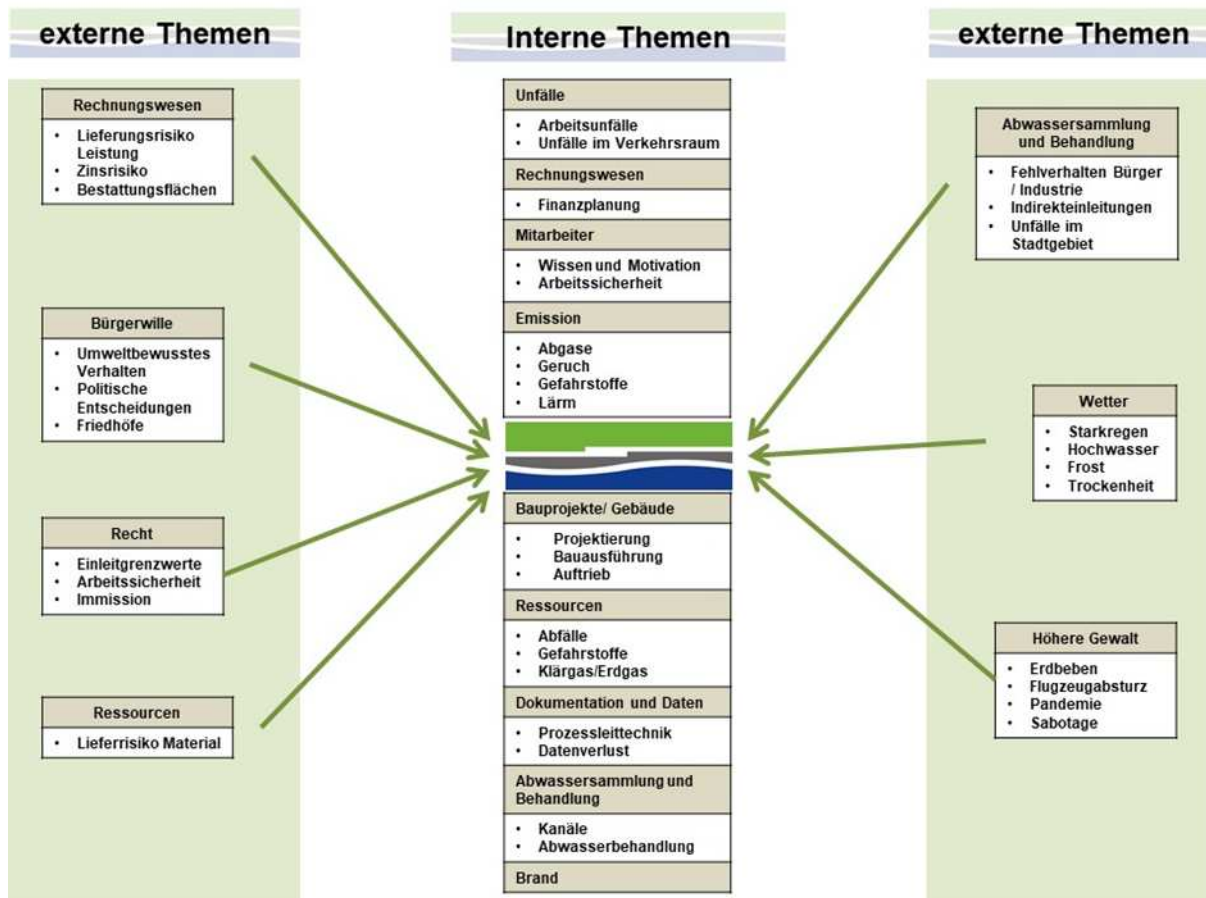 externe Themen
Rechnungswesen
• Lieferungsrisiko
Leistung
• Zinsrisiko
• Bestattungsflächen
Bürgerwille
• Umweltbewusstes
Verhalten
• Politische
Entscheidungen
• Friedhöfe
Recht
• Einleitgrenzwerte
• Arbeitssicherheit
• Immission
Ressourcen
• Lieferrisiko Material
Interne Themen
Unfälle
• Arbeitsunfälle
• Unfälle im Verkehrsraum
Rechnungswesen
• Finanzplanung
Mitarbeiter
• Wissen und Motivation
• Arbeitssicherheit
Emission
• Abgase
• Geruch
• Gefahrstoffe
• Lärm
Bauprojekte/ Gebäude
• Projektierung
• Bauausführung
• Auftrieb
Ressourcen
• Abfälle
• Gefahrstoffe
• Klärgas/Erdgas
Dokumentation und Daten
• Prozessleittechnik
• Datenverlust
Abwassersammlung und
Behandlung
• Kanäle
• Abwasserbehandlung
Brand
externe Themen
Abwassersammlung
und Behandlung
• Fehlverhalten Bürger
/ Industrie
• Indirekteinleitungen
• Unfälle im
Stadtgebiet
Wetter
• Starkregen
• Hochwasser
• Frost
• Trockenheit
Höhere Gewalt
• Erdbeben
• Flugzeugabsturz
• Pandemie
• Sabotage